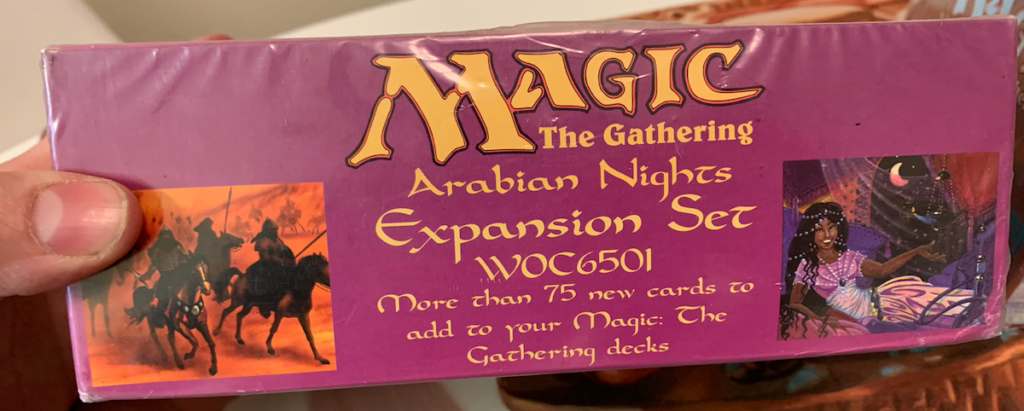 MAGIC
The Gathering
Arabian Nights
Expansion Set
WOC6501
More than 75 new cards to
add to your Magic: The
Gathering decks